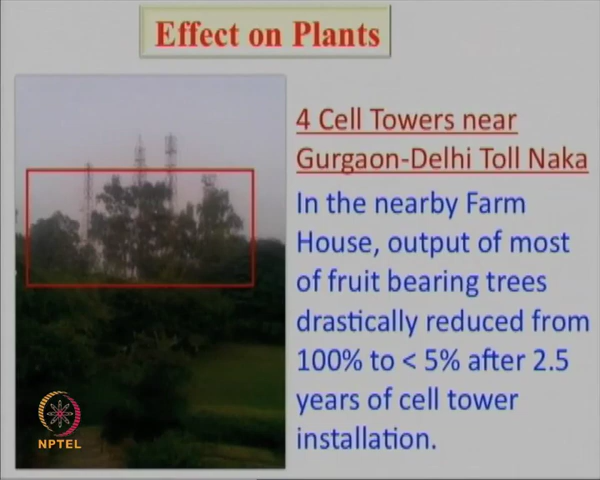 Effect on Plants
4 Cell Towers near
Gurgaon-Delhi Toll Naka
In the nearby Farm
House, output of most
of fruit bearing trees
drastically reduced from
100% to < 5% after 2.5
years of cell tower
installation.
NPTEL